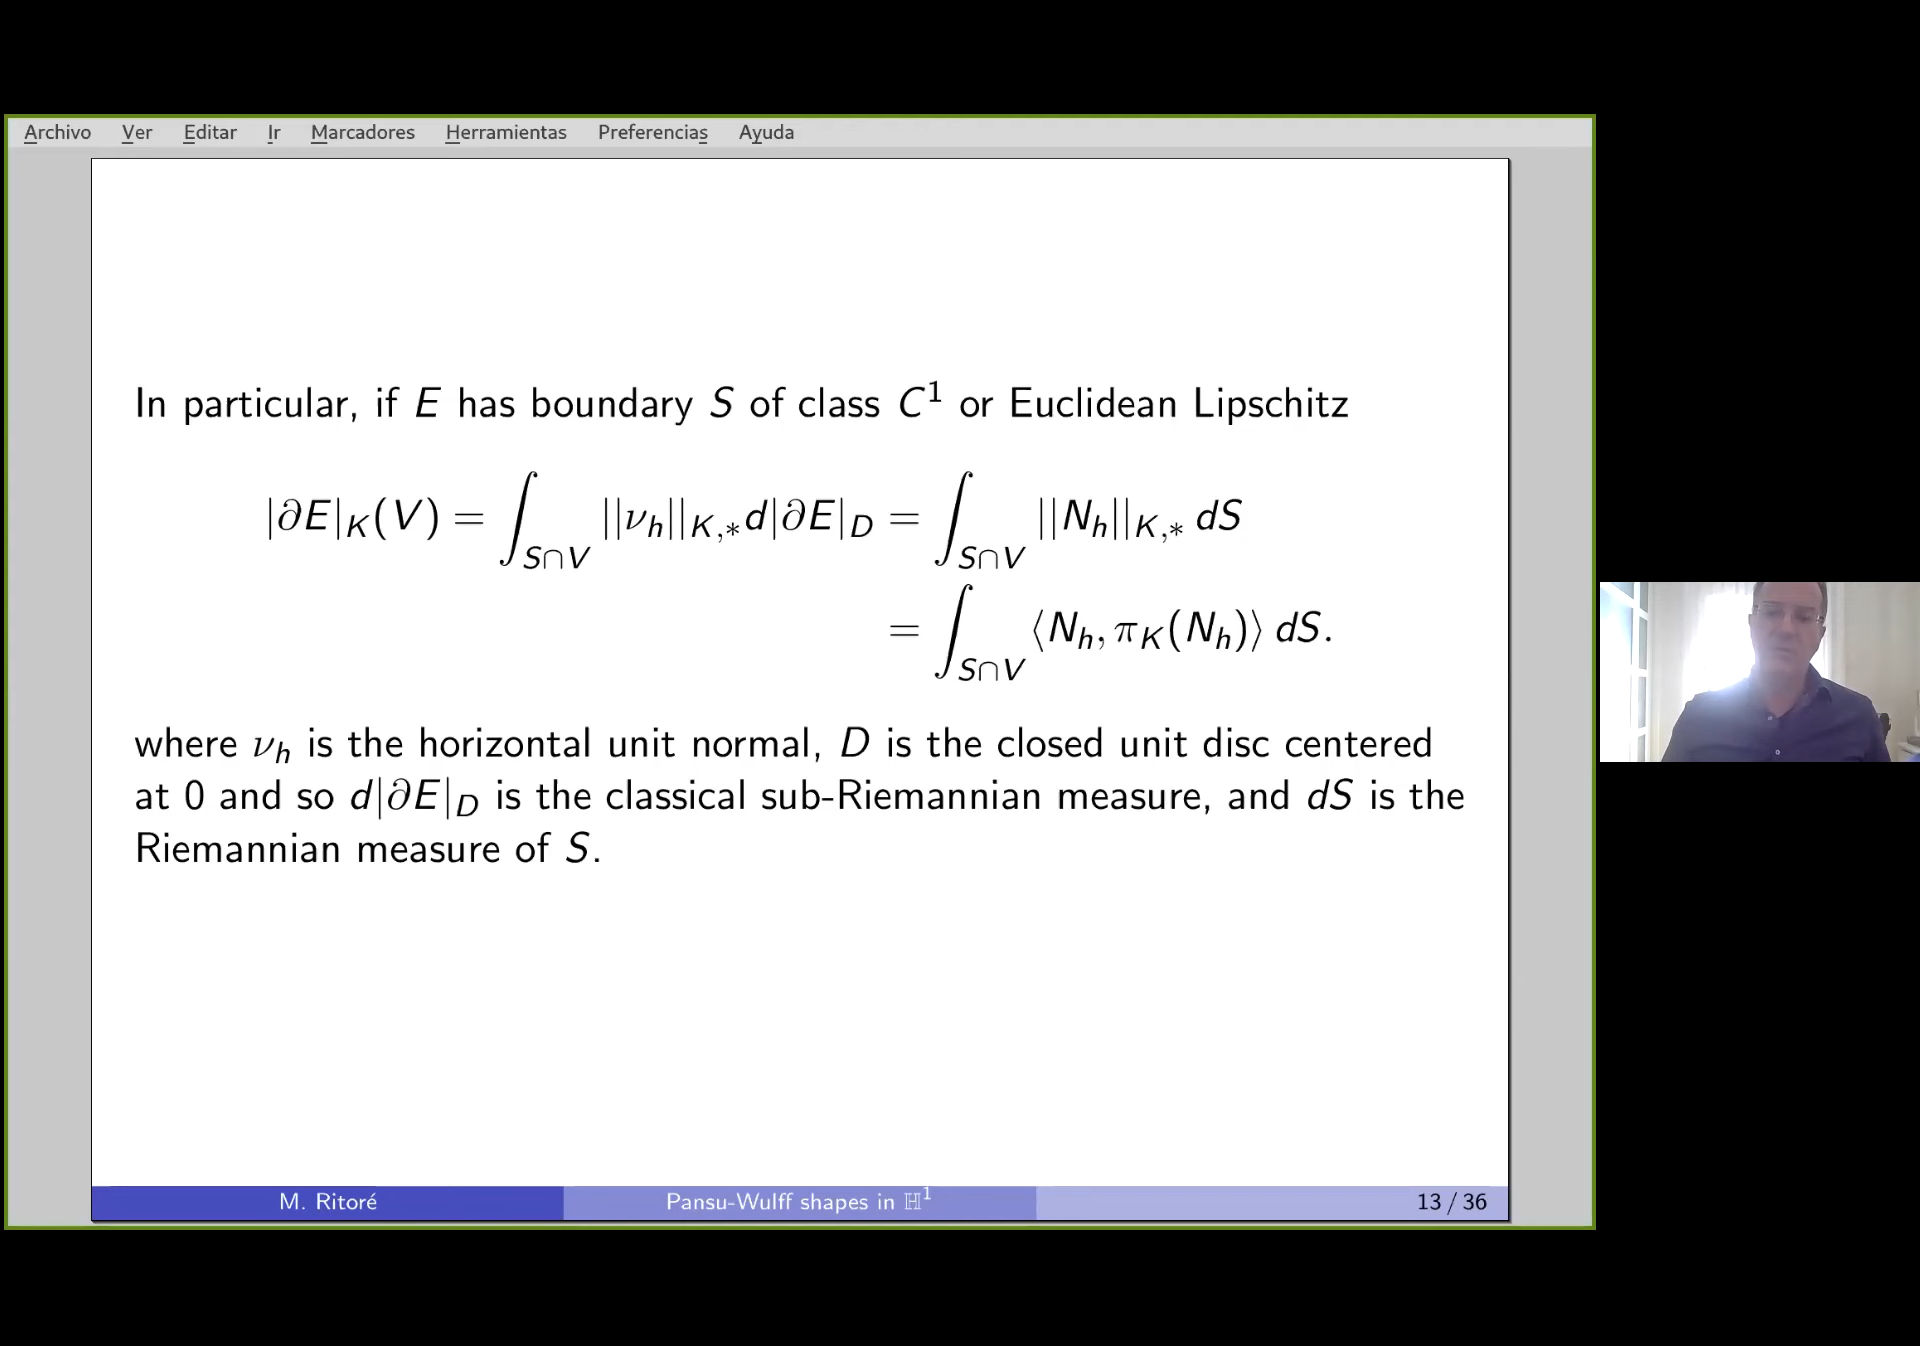 Archivo Ver Editar Ir Marcadores Herramientas Preferencias Ayuda
In particular, if E has boundary S of class C¹ or Euclidean Lipschitz
|∂E|_K(V) = ∫_{S∩V} ||ν_h||_{K,∗} d|∂E|_D = ∫_{S∩V} ||N_h||_{K,∗} dS
= ∫_{S∩V} ⟨N_h, π_K(N_h)⟩ dS.
where ν_h is the horizontal unit normal, D is the closed unit disc centered
at 0 and so d|∂E|_D is the classical sub-Riemannian measure, and dS is the
Riemannian measure of S.
M. Ritoré Pansu-Wulff shapes in ℍ¹ 13 / 36